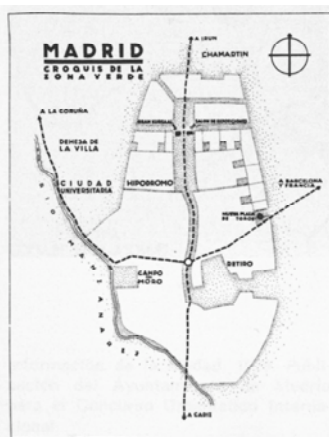 MADRID
CROQUIS DE LA
ZONA VERDE
A IRUN
CHAMARTIN
A LA CORUÑA
DEHESA DE
LA VILLA
CIUDAD
UNIVERSITARIA
HIPODROMO
A BARCELONA
Y FRANCIA
NUEVA PLAZA
DE TOROS
RIO MANZANARES
CAMPO
DEL
MORO
RETIRO
A CADIZ